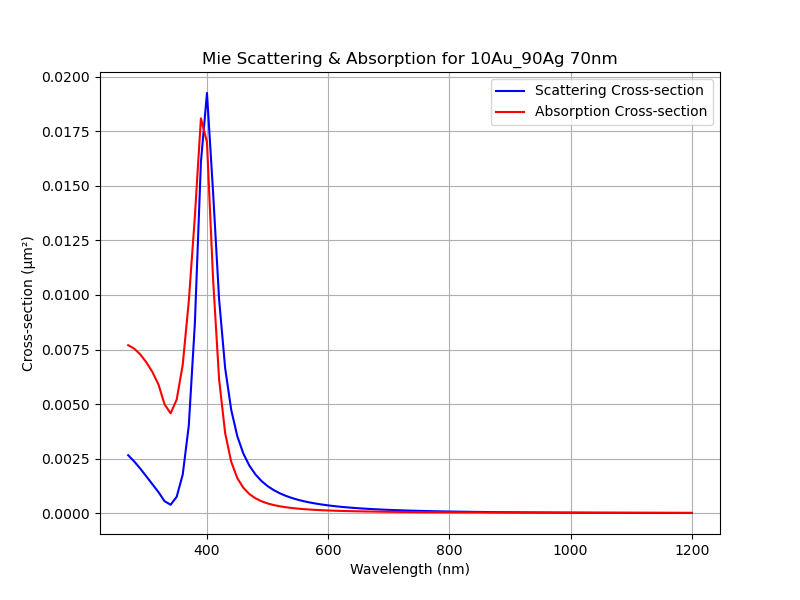 Mie Scattering & Absorption for 10Au_90Ag 70nm
Scattering Cross-section
Absorption Cross-section
Cross-section (μm²)
0.0200
0.0175
0.0150
0.0125
0.0100
0.0075
0.0050
0.0025
0.0000
400 600 800 1000 1200
Wavelength (nm)